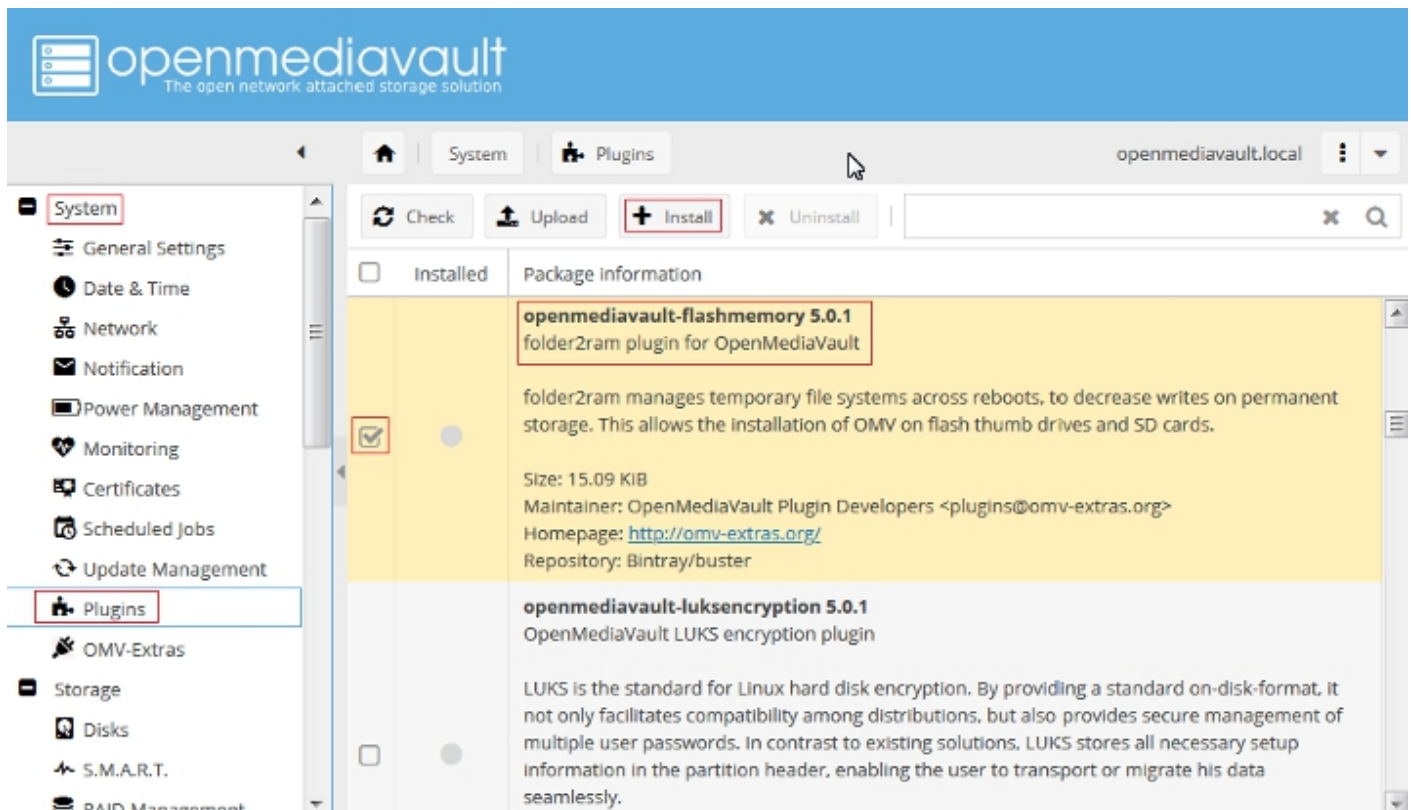 openmediavault
The open network attached storage solution
System
Plugins
openmediavault.local
System
General Settings
Date & Time
Network
Notification
Power Management
Monitoring
Certificates
Scheduled Jobs
Update Management
Plugins
OMV-Extras
Storage
Disks
S.M.A.R.T.
RAID Management
Check
Upload
Install
Uninstall
Installed
Package information
openmediavault-flashmemory 5.0.1
folder2ram plugin for OpenMediaVault
folder2ram manages temporary file systems across reboots, to decrease writes on permanent
storage. This allows the installation of OMV on flash thumb drives and SD cards.
Size: 15.09 KiB
Maintainer: OpenMediaVault Plugin Developers <plugins@omv-extras.org>
Homepage: http://omv-extras.org/
Repository: Bintray/buster
openmediavault-luksencryption 5.0.1
OpenMediaVault LUKS encryption plugin
LUKS is the standard for Linux hard disk encryption. By providing a standard on-disk-format, it
not only facilitates compatibility among distributions, but also provides secure management of
multiple user passwords. In contrast to existing solutions, LUKS stores all necessary setup
information in the partition header, enabling the user to transport or migrate his data
seamlessly.